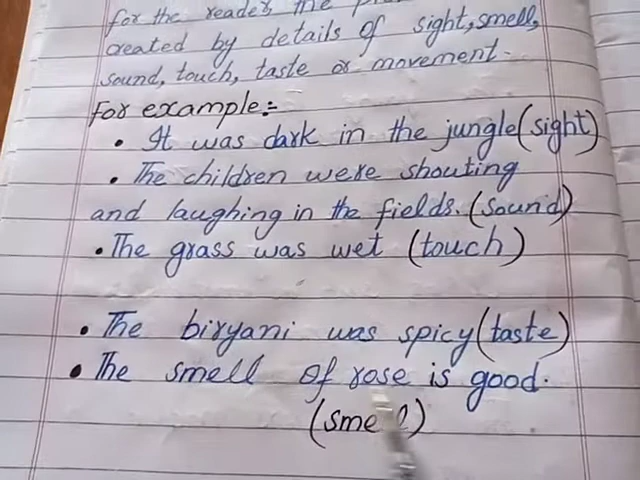 for the reader, the
created by details of sight, smell,
sound, touch, taste or movement.
For example:-
• It was dark in the jungle (sight)
• The children were shouting
and laughing in the fields. (Sound)
• The grass was wet (touch)
• The biryani was spicy (taste)
• The smell of rose is good.
(smell)